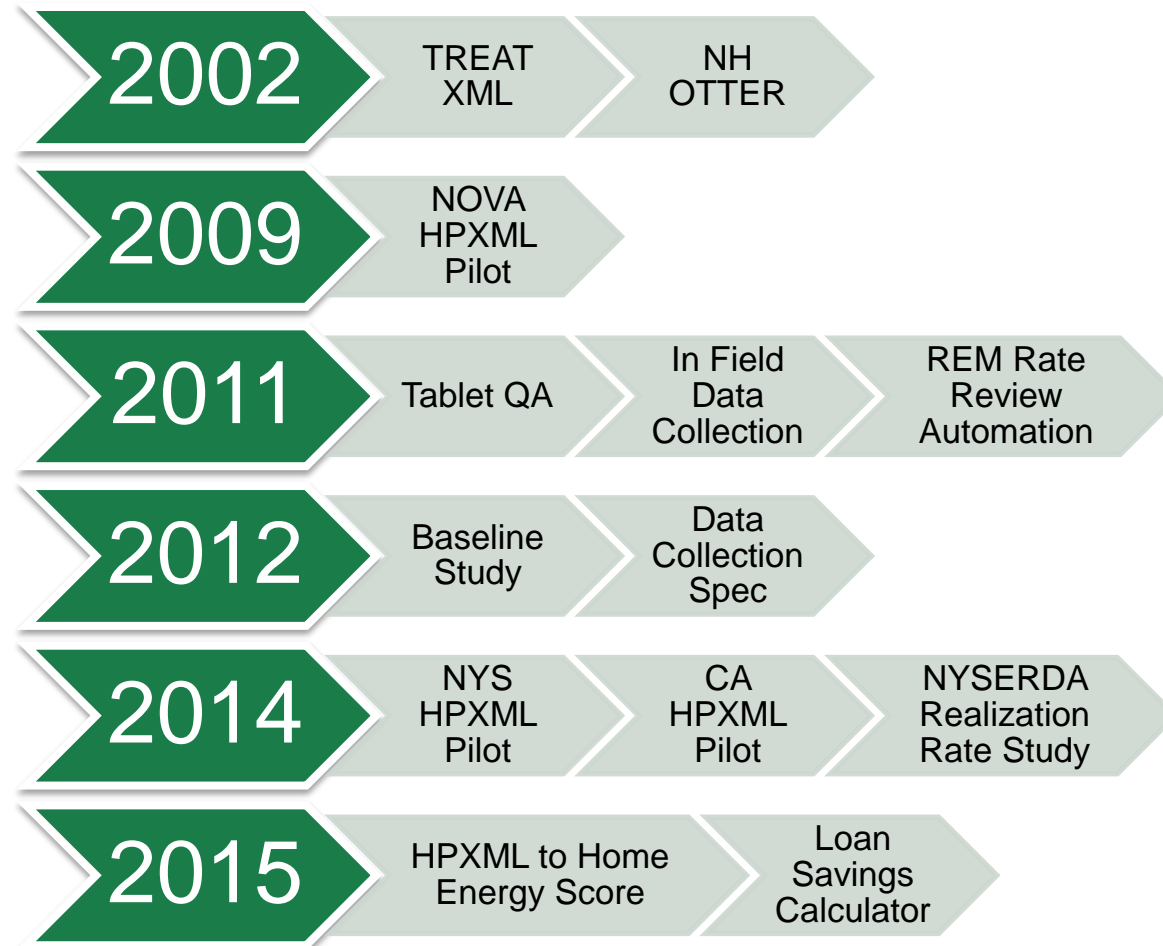 2002
TREAT
XML
NH
OTTER
2009
NOVA
HPXML
Pilot
2011
Tablet QA
In Field
Data
Collection
REM Rate
Review
Automation
2012
Baseline
Study
Data
Collection
Spec
2014
NYS
HPXML
Pilot
CA
HPXML
Pilot
NYSERDA
Realization
Rate Study
2015
HPXML to Home
Energy Score
Loan
Savings
Calculator